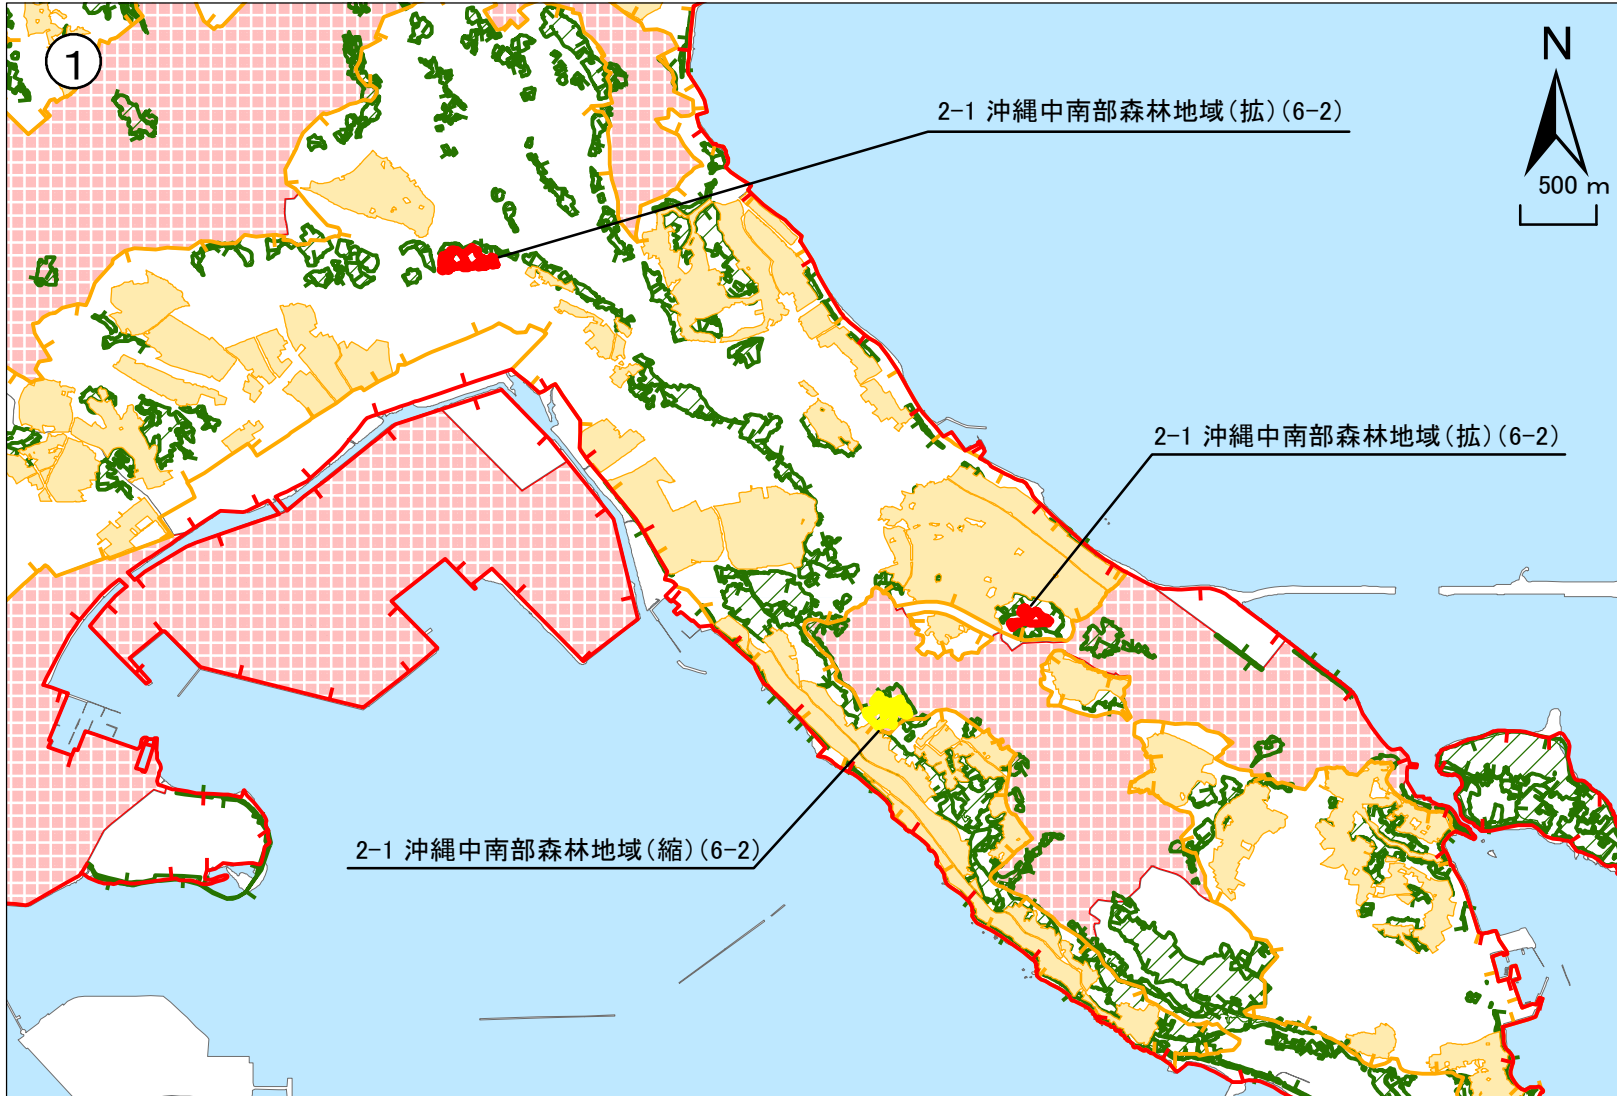 ①
N
500 m
2-1 沖縄中南部森林地域(拡)(6-2)
2-1 沖縄中南部森林地域(拡)(6-2)
2-1 沖縄中南部森林地域(縮)(6-2)